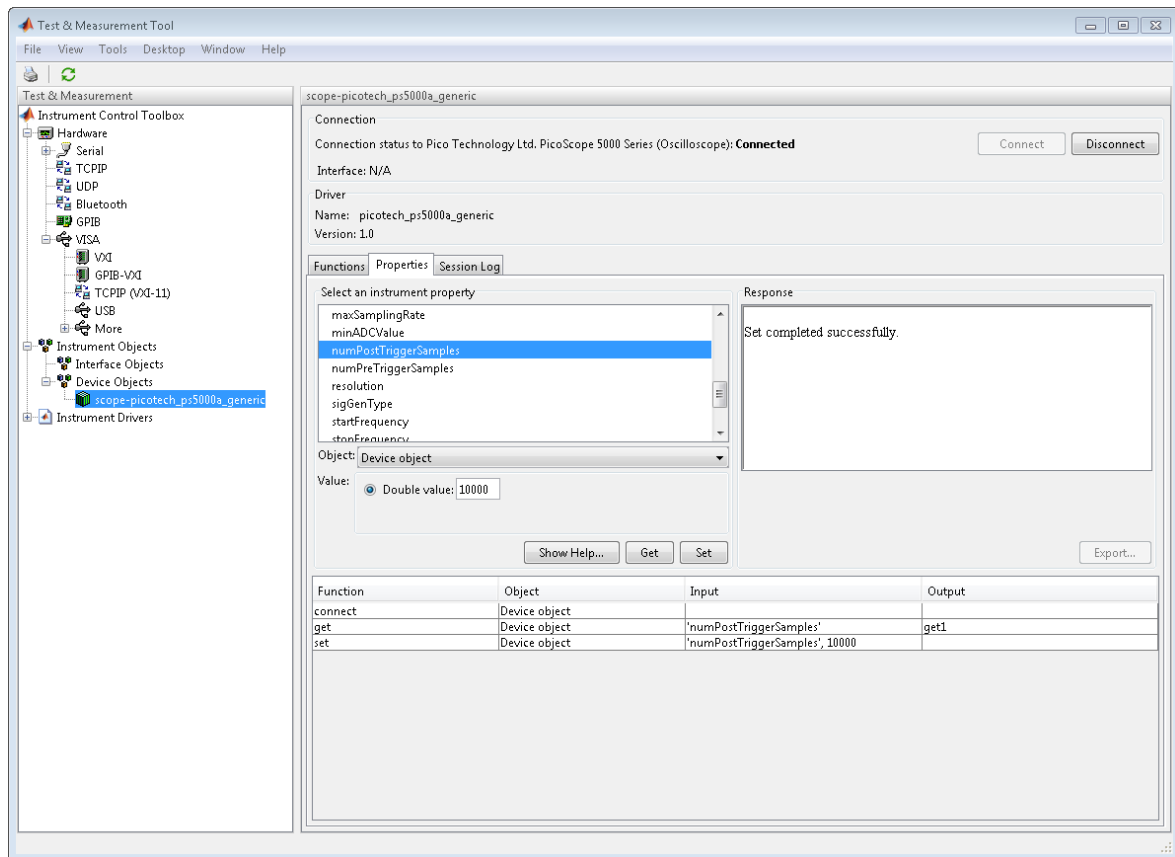 Test & Measurement Tool
File View Tools Desktop Window Help
Test & Measurement
Instrument Control Toolbox
Hardware
Serial
TCPIP
UDP
Bluetooth
GPIB
VISA
VXI
GPIB-VXI
TCPIP (VXI-11)
USB
More
Instrument Objects
Interface Objects
Device Objects
scope-picotech_ps5000a_generic
Instrument Drivers
scope-picotech_ps5000a_generic
Connection
Connection status to Pico Technology Ltd. PicoScope 5000 Series (Oscilloscope): Connected
Connect Disconnect
Interface: N/A
Driver
Name: picotech_ps5000a_generic
Version: 1.0
Functions Properties Session Log
Select an instrument property
maxSamplingRate
minADCValue
numPostTriggerSamples
numPreTriggerSamples
resolution
sigGenType
startFrequency
stopFrequency
Object: Device object
Value: Double value: 10000
Show Help... Get Set
Response
Set completed successfully.
Export...
Function Object Input Output
connect Device object
get Device object 'numPostTriggerSamples' get1
set Device object 'numPostTriggerSamples', 10000